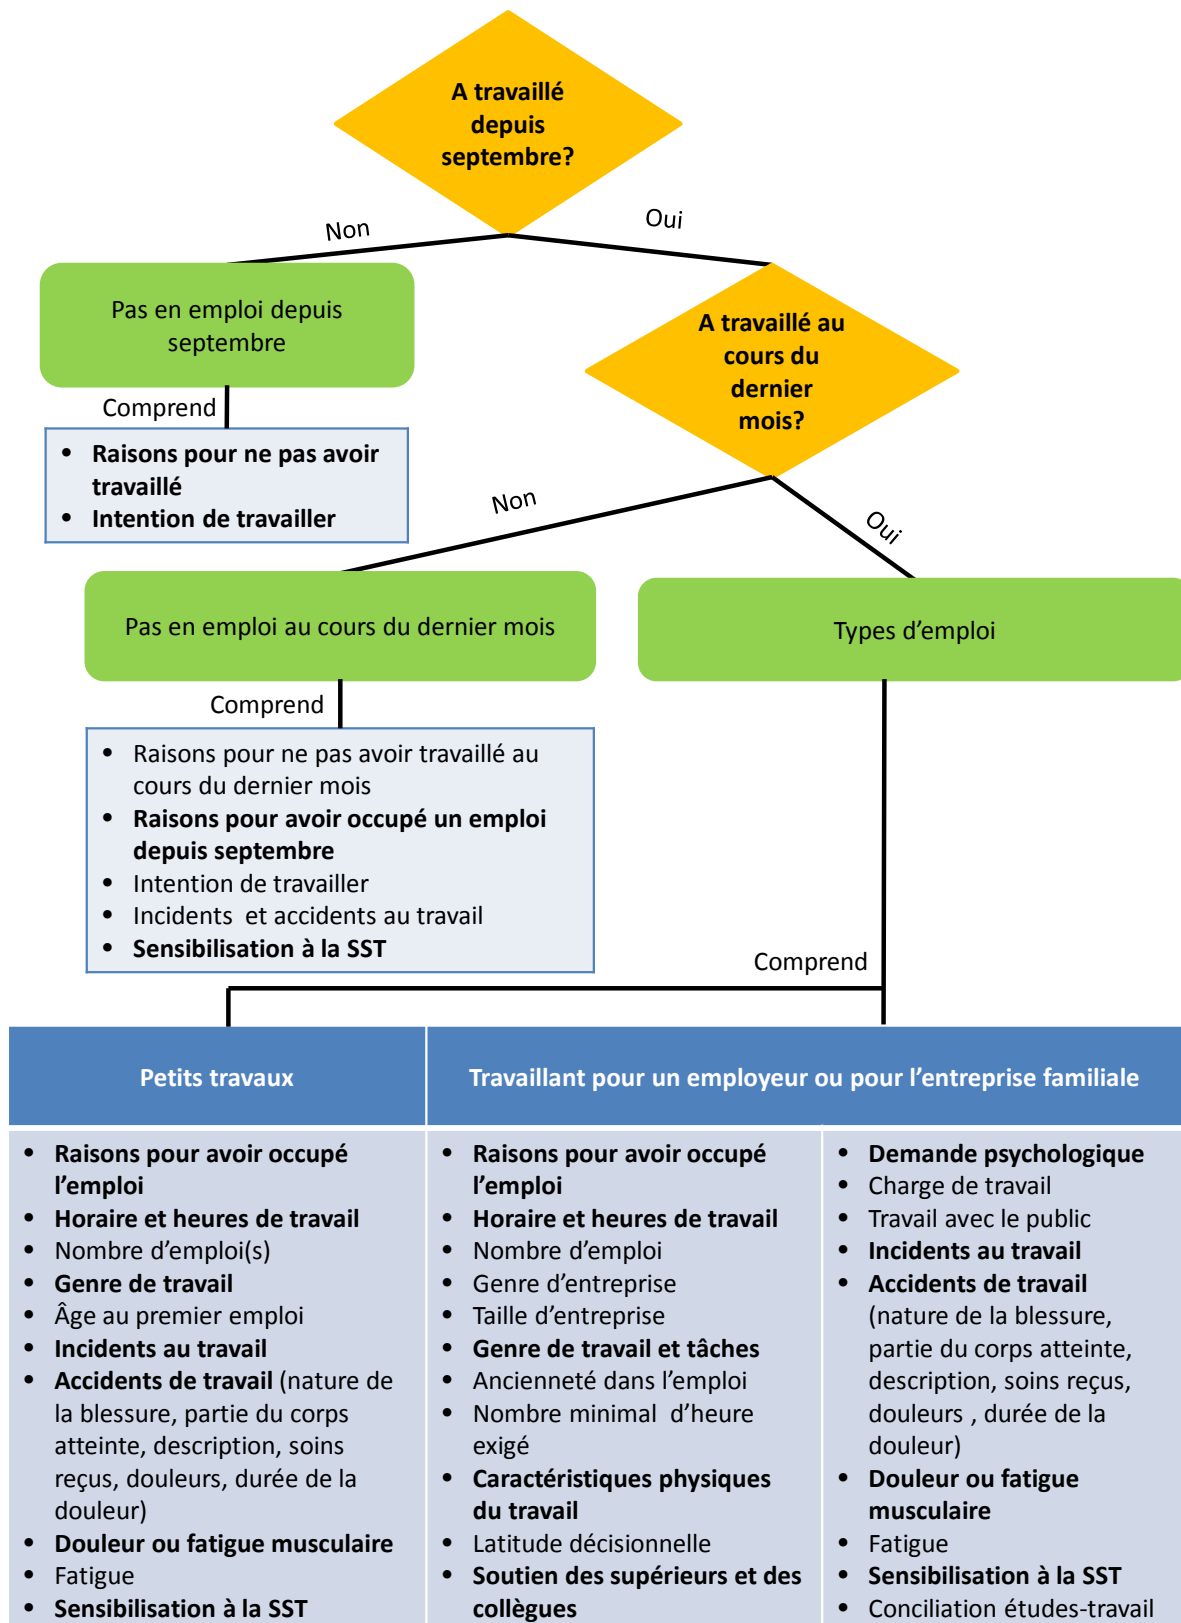 A travaillé
depuis
septembre?
Non
Oui
Pas en emploi depuis
septembre
A travaillé au
cours du
dernier
mois?
Comprend
• Raisons pour ne pas avoir
travaillé
• Intention de travailler
Non
Oui
Pas en emploi au cours du dernier mois
Types d'emploi
Comprend
• Raisons pour ne pas avoir travaillé au
cours du dernier mois
• Raisons pour avoir occupé un emploi
depuis septembre
• Intention de travailler
• Incidents et accidents au travail
• Sensibilisation à la SST
Comprend
Petits travaux
Travaillant pour un employeur ou pour l'entreprise familiale
• Raisons pour avoir occupé
l'emploi
• Horaire et heures de travail
• Nombre d'emploi(s)
• Genre de travail
• Âge au premier emploi
• Incidents au travail
• Accidents de travail (nature de
la blessure, partie du corps
atteinte, description, soins
reçus, douleurs, durée de la
douleur)
• Douleur ou fatigue musculaire
• Fatigue
• Sensibilisation à la SST
• Raisons pour avoir occupé
l'emploi
• Horaire et heures de travail
• Nombre d'emploi
• Genre d'entreprise
• Taille d'entreprise
• Genre de travail et tâches
• Ancienneté dans l'emploi
• Nombre minimal d'heure
exigé
• Caractéristiques physiques
du travail
• Latitude décisionnelle
• Soutien des supérieurs et des
collègues
• Demande psychologique
• Charge de travail
• Travail avec le public
• Incidents au travail
• Accidents de travail
(nature de la blessure,
partie du corps atteinte,
description, soins reçus,
douleurs , durée de la
douleur)
• Douleur ou fatigue
musculaire
• Fatigue
• Sensibilisation à la SST
• Conciliation études-travail